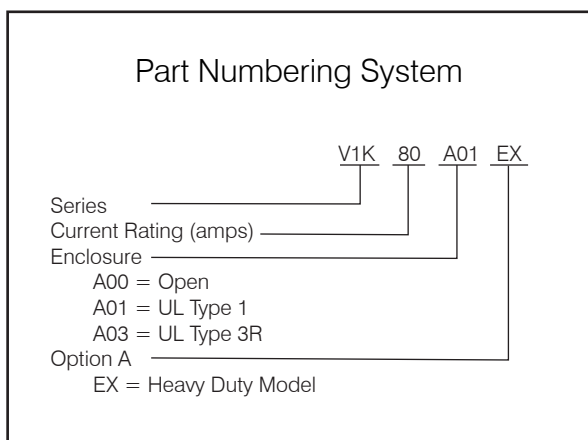 Part Numbering System
V1K 80 A01 EX
Series
Current Rating (amps)
Enclosure
A00 = Open
A01 = UL Type 1
A03 = UL Type 3R
Option A
EX = Heavy Duty Model